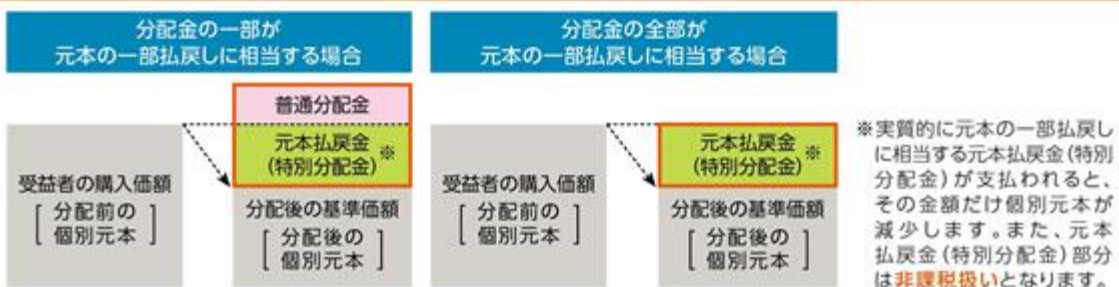 分配金の一部が
元本の一部払戻しに相当する場合
普通分配金
元本払戻金
(特別分配金)
※
受益者の購入価額
[ 分配前の
個別元本 ]
分配後の基準価額
[ 分配後の
個別元本 ]
分配金の全部が
元本の一部払戻しに相当する場合
元本払戻金
(特別分配金)
※
受益者の購入価額
[ 分配前の
個別元本 ]
分配後の基準価額
[ 分配後の
個別元本 ]
※実質的に元本の一部払戻し
に相当する元本払戻金(特別
分配金)が支払われると、
その金額だけ個別元本が
減少します。また、元本
払戻金(特別分配金)部分
は非課税扱いとなります。